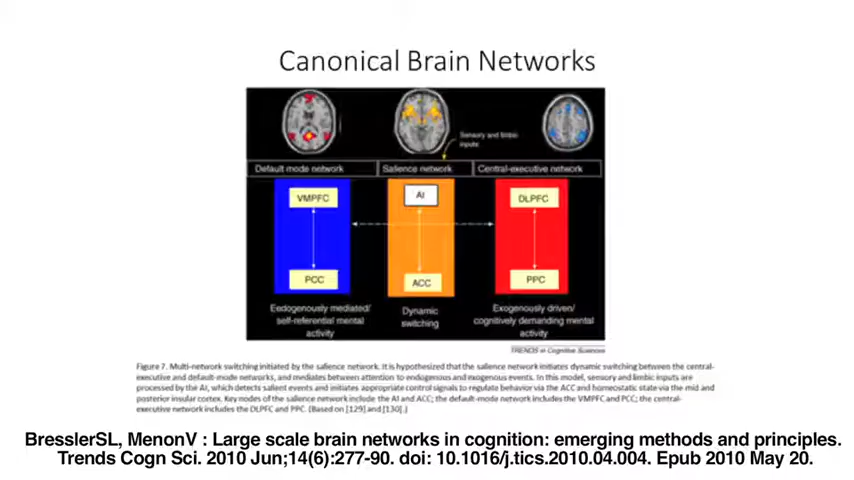 Canonical Brain Networks
Sensory and limbic
inputs
Default mode network
Salience network
Central-executive network
VMPFC
AI
DLPFC
PCC
ACC
PPC
Endogenously mediated/
self-referential mental
activity
Dynamic
switching
Exogenously driven/
cognitively demanding mental
activity
TRENDS in Cognitive Sciences
Figure 7. Multi-network switching initiated by the salience network. It is hypothesized that the salience network initiates dynamic switching between the central-
executive and default-mode networks, and mediates between attention to endogenous and exogenous events. In this model, sensory and limbic inputs are
processed by the AI, which detects salient events and initiates appropriate control signals to regulate behavior via the ACC and homeostatic state via the mid and
posterior insular cortex. Key nodes of the salience network include the AI and ACC; the default-mode network includes the VMPFC and PCC; the central-
executive network includes the DLPFC and PPC. (Based on [129] and [130].)
BresslerSL, MenonV : Large scale brain networks in cognition: emerging methods and principles.
Trends Cogn Sci. 2010 Jun;14(6):277-90. doi: 10.1016/j.tics.2010.04.004. Epub 2010 May 20.